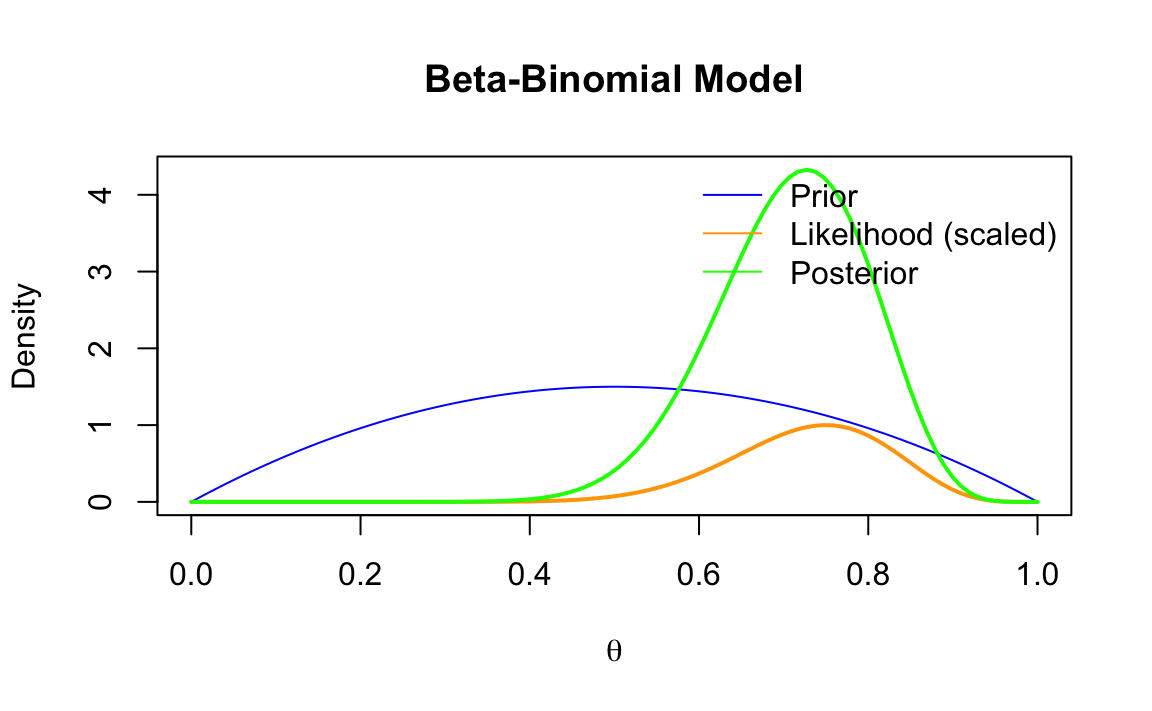 Beta-Binomial Model
Density
4
3
2
1
0
Prior
Likelihood (scaled)
Posterior
0.0 0.2 0.4 0.6 0.8 1.0
θ